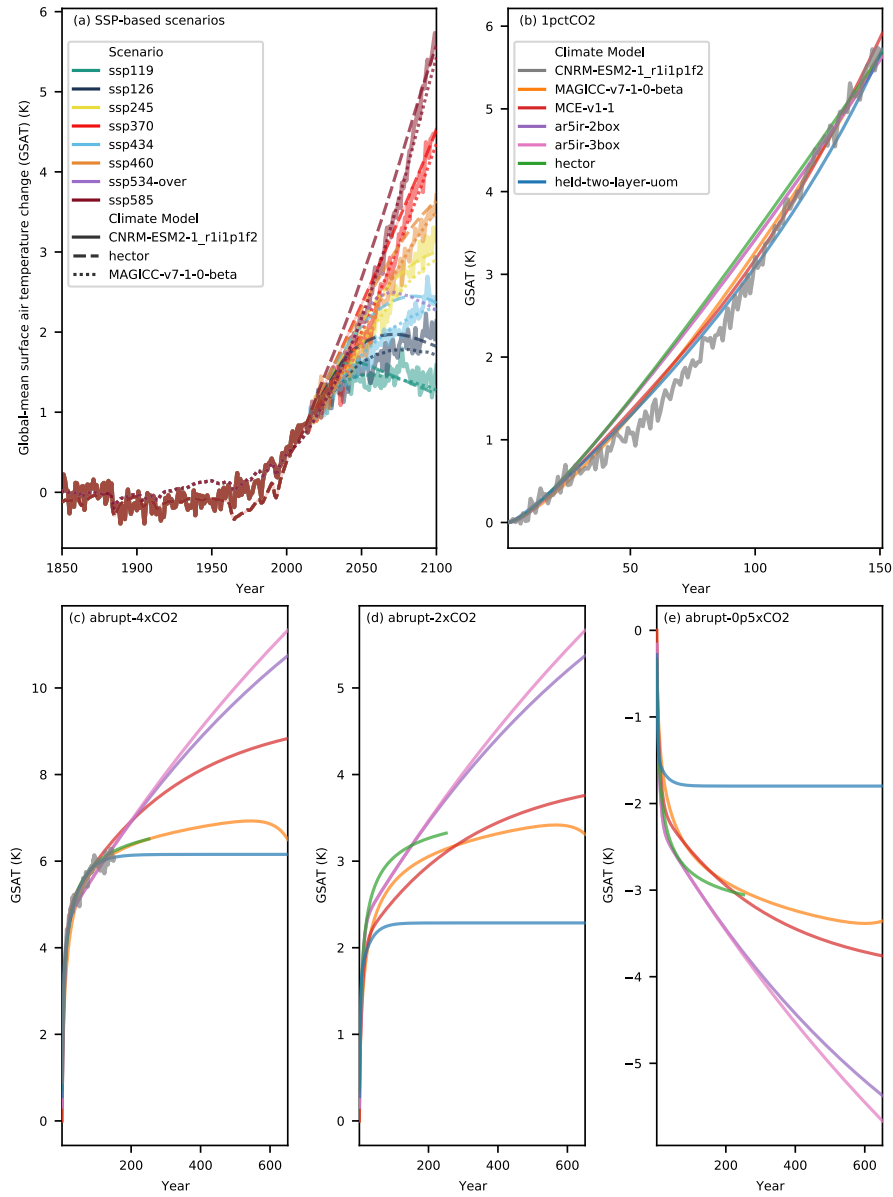 (a) SSP-based scenarios
Scenario
ssp119
ssp126
ssp245
ssp370
ssp434
ssp460
ssp534-over
ssp585
Climate Model
CNRM-ESM2-1_r1i1p1f2
hector
MAGICC-v7-1-0-beta
Global-mean surface air temperature change (GSAT) (K)
6
5
4
3
2
1
0
1850
1900
1950
2000
2050
2100
Year
(b) 1pctCO2
Climate Model
CNRM-ESM2-1_r1i1p1f2
MAGICC-v7-1-0-beta
MCE-v1-1
ar5ir-2box
ar5ir-3box
hector
held-two-layer-uom
GSAT (K)
6
5
4
3
2
1
0
50
100
150
Year
(c) abrupt-4xCO2
GSAT (K)
10
8
6
4
2
0
200
400
600
Year
(d) abrupt-2xCO2
GSAT (K)
5
4
3
2
1
0
200
400
600
Year
(e) abrupt-0p5xCO2
GSAT (K)
0
−1
−2
−3
−4
−5
200
400
600
Year